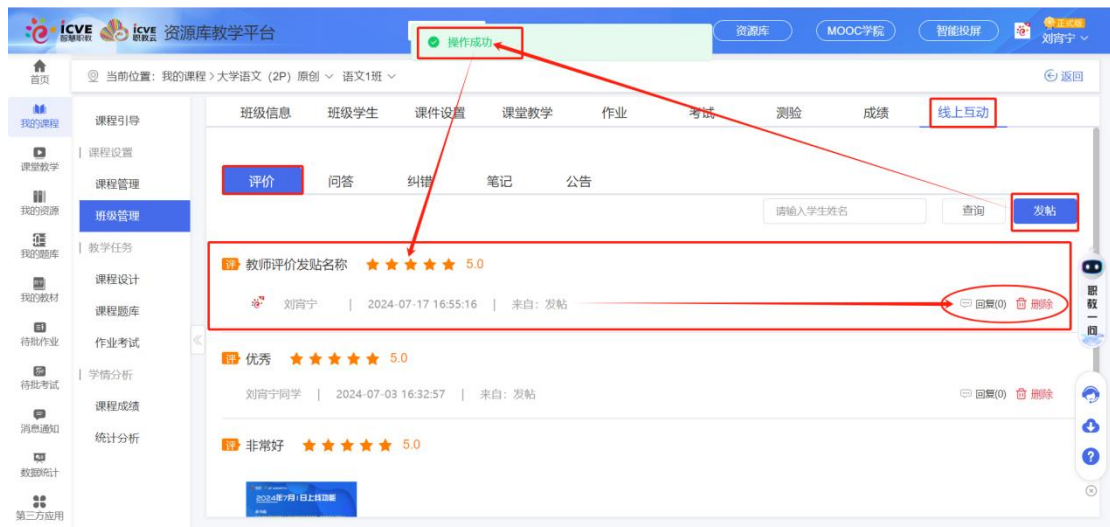 icve 智慧职教 icve 职教云 资源库教学平台
操作成功
资源库 MOOC学院 智能投屏 正式版 刘宵宁
首页
当前位置：我的课程 > 大学语文（2P）原创 语文1班
返回
我的课程
课堂教学
我的资源
我的题库
我的教材
待批作业
待批考试
消息通知
数据统计
第三方应用
课程引导
课程设置
课程管理
班级管理
教学任务
课程设计
课程题库
作业考试
学情分析
课程成绩
统计分析
班级信息 班级学生 课件设置 课堂教学 作业 考试 测验 成绩 线上互动
评价 问答 纠错 笔记 公告
请输入学生姓名 查询 发帖
评 教师评价发贴名称 5.0
刘宵宁 | 2024-07-17 16:55:16 | 来自：发帖 回复(0) 删除
评 优秀 5.0
刘宵宁同学 | 2024-07-03 16:32:57 | 来自：发帖 回复(0) 删除
评 非常好 5.0
2024年7月1日上线功能
职教一问